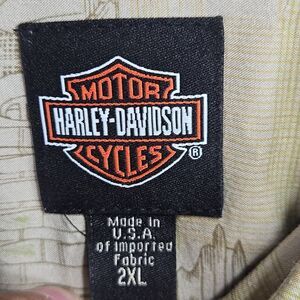 MOTOR
HARLEY-DAVIDSON
CYCLES ®
Made in
U.S.A.
of Imported
Fabric
2XL